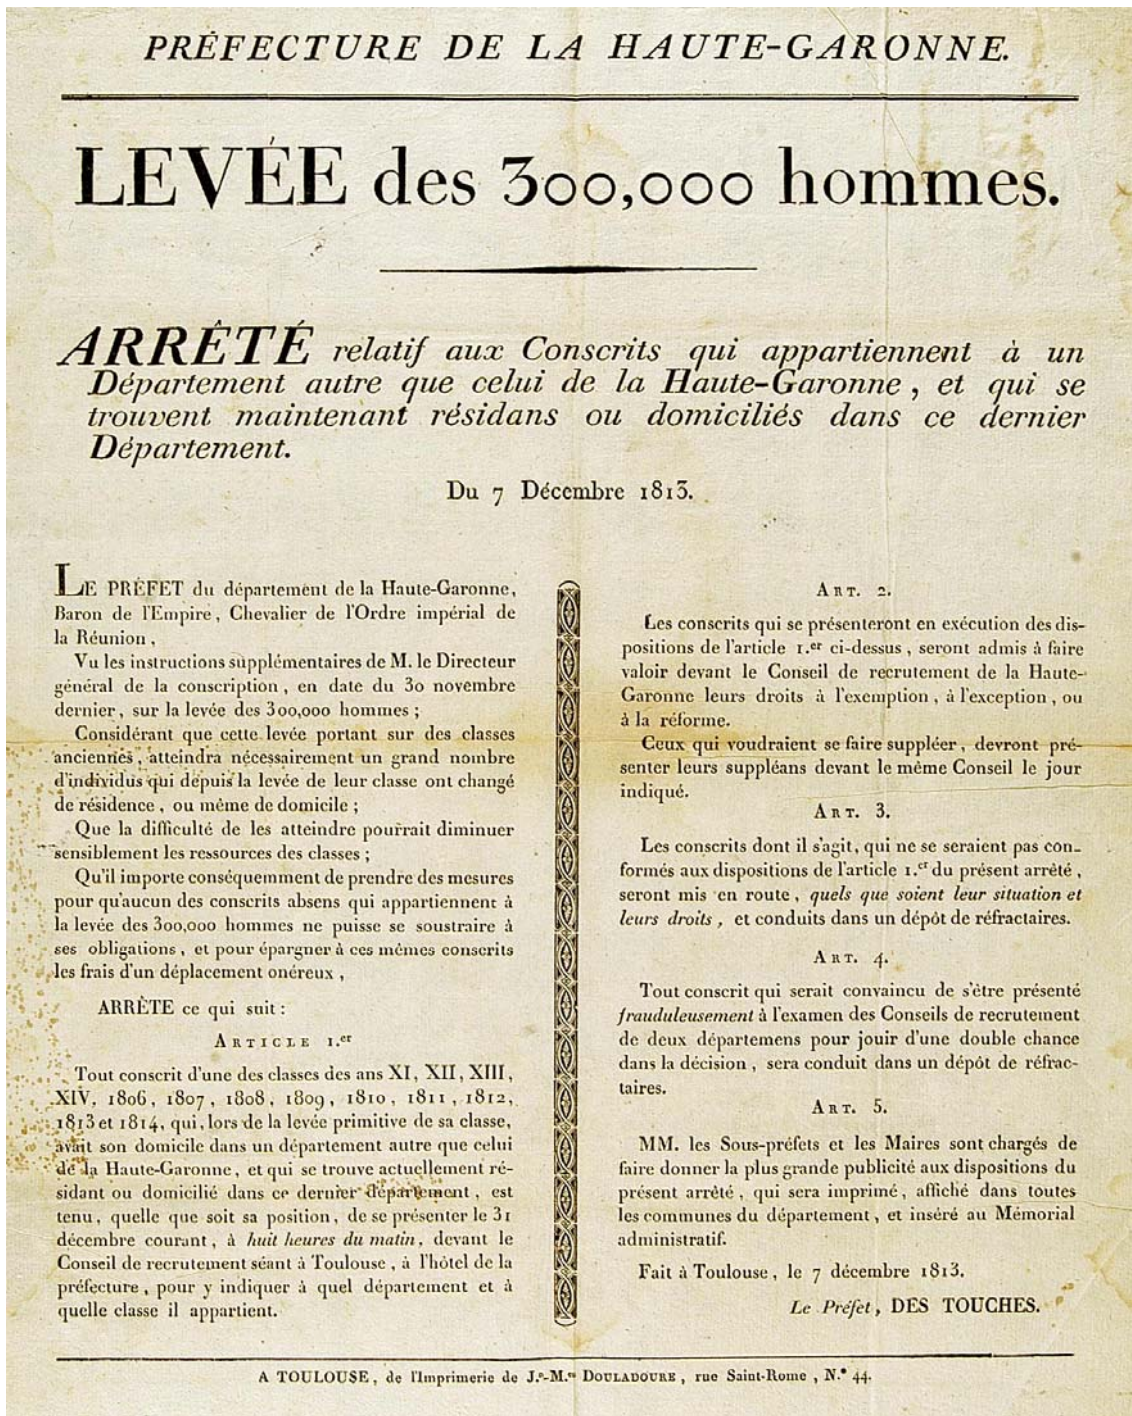 PRÉFECTURE DE LA HAUTE-GARONNE.
LEVÉE des 300,000 hommes.
ARRÊTÉ relatif aux Conscrits qui appartiennent à un
Département autre que celui de la Haute-Garonne, et qui se
trouvent maintenant résidans ou domiciliés dans ce dernier
Département.
Du 7 Décembre 1813.
LE PRÉFET du département de la Haute-Garonne,
Baron de l'Empire, Chevalier de l'Ordre impérial de
la Réunion,
Vu les instructions supplémentaires de M. le Directeur
général de la conscription, en date du 30 novembre
dernier, sur la levée des 300,000 hommes;
Considérant que cette levée portant sur des classes
anciennes, atteindra nécessairement un grand nombre
d'individus qui depuis la levée de leur classe ont changé
de résidence, ou même de domicile;
Que la difficulté de les atteindre pourrait diminuer
sensiblement les ressources des classes;
Qu'il importe conséquemment de prendre des mesures
pour qu'aucun des conscrits absens qui appartiennent à
la levée des 300,000 hommes ne puisse se soustraire à
ses obligations, et pour épargner à ces mêmes conscrits
les frais d'un déplacement onéreux,
ARRÈTE ce qui suit:
ARTICLE 1.er
Tout conscrit d'une des classes des ans XI, XII, XIII,
XIV, 1806, 1807, 1808, 1809, 1810, 1811, 1812,
1813 et 1814, qui, lors de la levée primitive de sa classe,
avait son domicile dans un département autre que celui
de la Haute-Garonne, et qui se trouve actuellement ré-
sidant ou domicilié dans ce dernier département, est
tenu, quelle que soit sa position, de se présenter le 31
décembre courant, à huit heures du matin, devant le
Conseil de recrutement séant à Toulouse, à l'hôtel de la
préfecture, pour y indiquer à quel département et à
quelle classe il appartient.
ART. 2.
Les conscrits qui se présenteront en exécution des dis-
positions de l'article 1.er ci-dessus, seront admis à faire
valoir devant le Conseil de recrutement de la Haute-
Garonne leurs droits à l'exemption, à l'exception, ou
à la réforme.
Ceux qui voudraient se faire suppléer, devront pré-
senter leurs suppléans devant le même Conseil le jour
indiqué.
ART. 3.
Les conscrits dont il s'agit, qui ne se seraient pas con-
formés aux dispositions de l'article 1.er du présent arrêté,
seront mis en route, quels que soient leur situation et
leurs droits, et conduits dans un dépôt de réfractaires.
ART. 4.
Tout conscrit qui serait convaincu de s'être présenté
frauduleusement à l'examen des Conseils de recrutement
de deux départemens pour jouir d'une double chance
dans la décision, sera conduit dans un dépôt de réfrac-
taires.
ART. 5.
MM. les Sous-préfets et les Maires sont chargés de
faire donner la plus grande publicité aux dispositions du
présent arrêté, qui sera imprimé, affiché dans toutes
les communes du département, et inséré au Mémorial
administratif.
Fait à Toulouse, le 7 décembre 1813.
Le Préfet, DES TOUCHES.
A TOULOUSE, de l'Imprimerie de J.n-M.eu DOULADOURE, rue Saint-Rome, N.º 44.